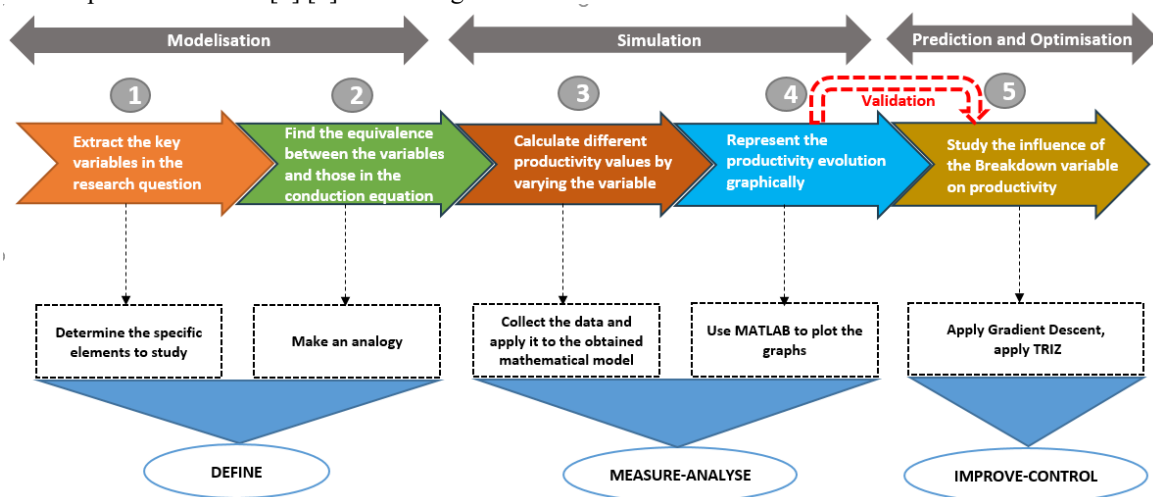 Modelisation
Simulation
Prediction and Optimisation
1
2
3
4
5
Validation
Extract the key
variables in the
research question
Find the equivalence
between the variables
and those in the
conduction equation
Calculate different
productivity values by
varying the variable
Represent the
productivity evolution
graphically
Study the influence of
the Breakdown variable
on productivity
Determine the specific
elements to study
Make an analogy
Collect the data and
apply it to the obtained
mathematical model
Use MATLAB to plot the
graphs
Apply Gradient Descent,
apply TRIZ
DEFINE
MEASURE-ANALYSE
IMPROVE-CONTROL